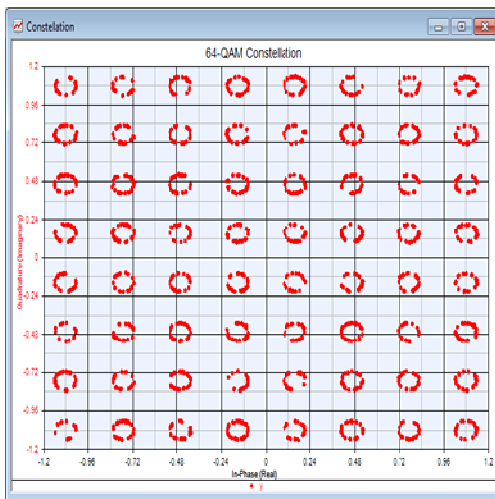 Constellation
64-QAM Constellation
1.2
0.96
0.72
0.48
0.24
0
-0.24
-0.48
-0.72
-0.96
-1.2
Quadrature (Imaginary)
-1.2 -0.96 -0.72 -0.48 -0.24 0 0.24 0.48 0.72 0.96 1.2
In-Phase (Real)
y